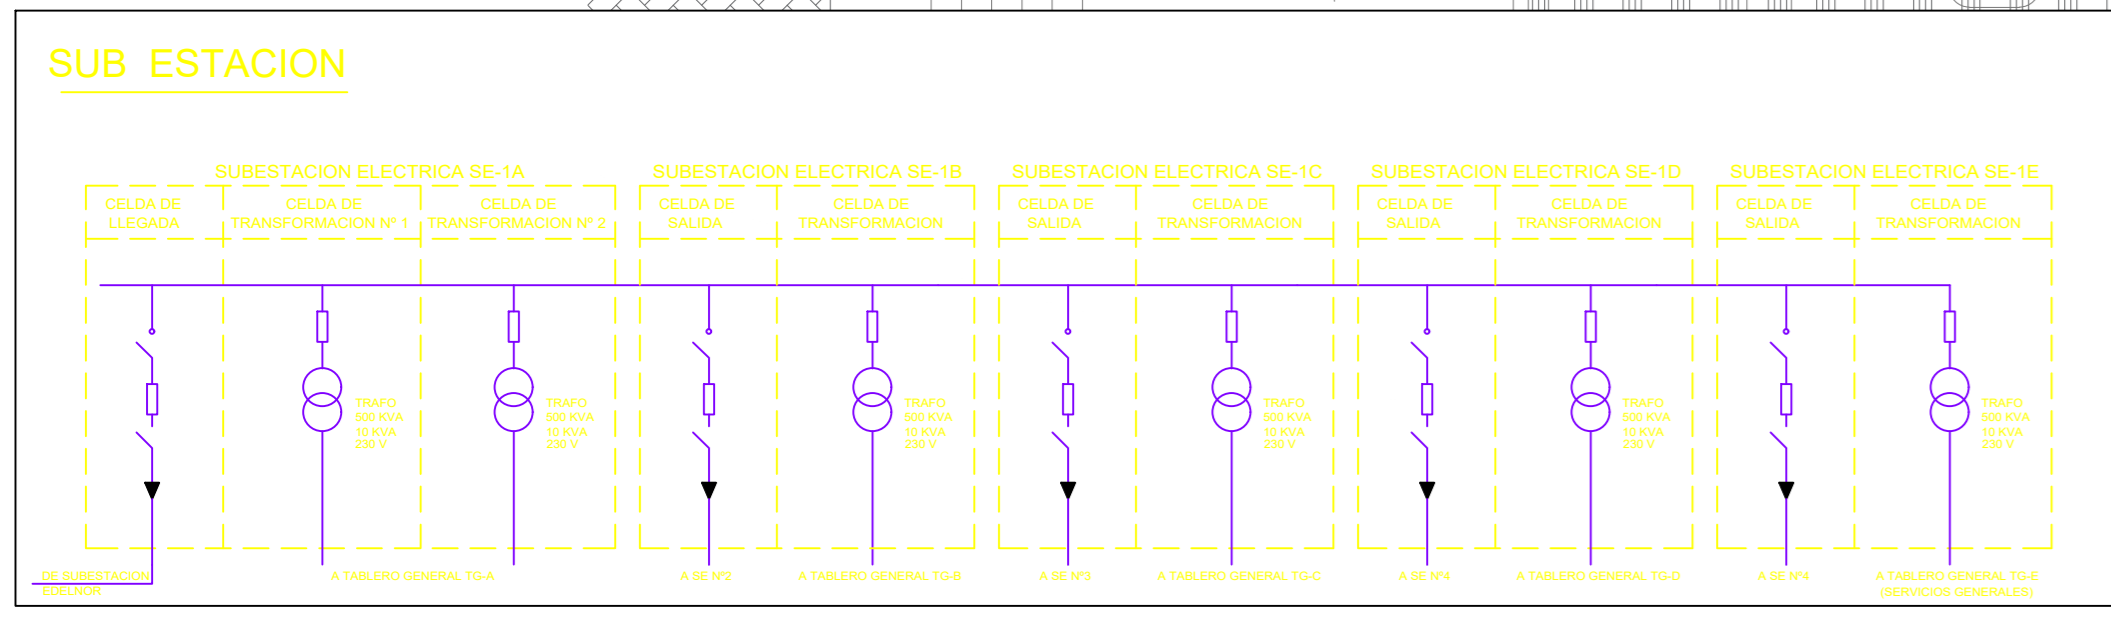 SUB ESTACION
SUBESTACION ELECTRICA SE-1A
CELDA DE
LLEGADA
CELDA DE
TRANSFORMACION Nº 1
CELDA DE
TRANSFORMACION Nº 2
TRAFO
500 KVA
10 KVA
230 V
TRAFO
500 KVA
10 KVA
230 V
DE SUBESTACION
EDELNOR
A TABLERO GENERAL TG-A
SUBESTACION ELECTRICA SE-1B
CELDA DE
SALIDA
CELDA DE
TRANSFORMACION
TRAFO
500 KVA
10 KVA
230 V
A SE Nº2
A TABLERO GENERAL TG-B
SUBESTACION ELECTRICA SE-1C
CELDA DE
SALIDA
CELDA DE
TRANSFORMACION
TRAFO
500 KVA
10 KVA
230 V
A SE Nº3
A TABLERO GENERAL TG-C
SUBESTACION ELECTRICA SE-1D
CELDA DE
SALIDA
CELDA DE
TRANSFORMACION
TRAFO
500 KVA
10 KVA
230 V
A SE Nº4
A TABLERO GENERAL TG-D
SUBESTACION ELECTRICA SE-1E
CELDA DE
SALIDA
CELDA DE
TRANSFORMACION
TRAFO
500 KVA
10 KVA
230 V
A SE Nº4
A TABLERO GENERAL TG-E
(SERVICIOS GENERALES)